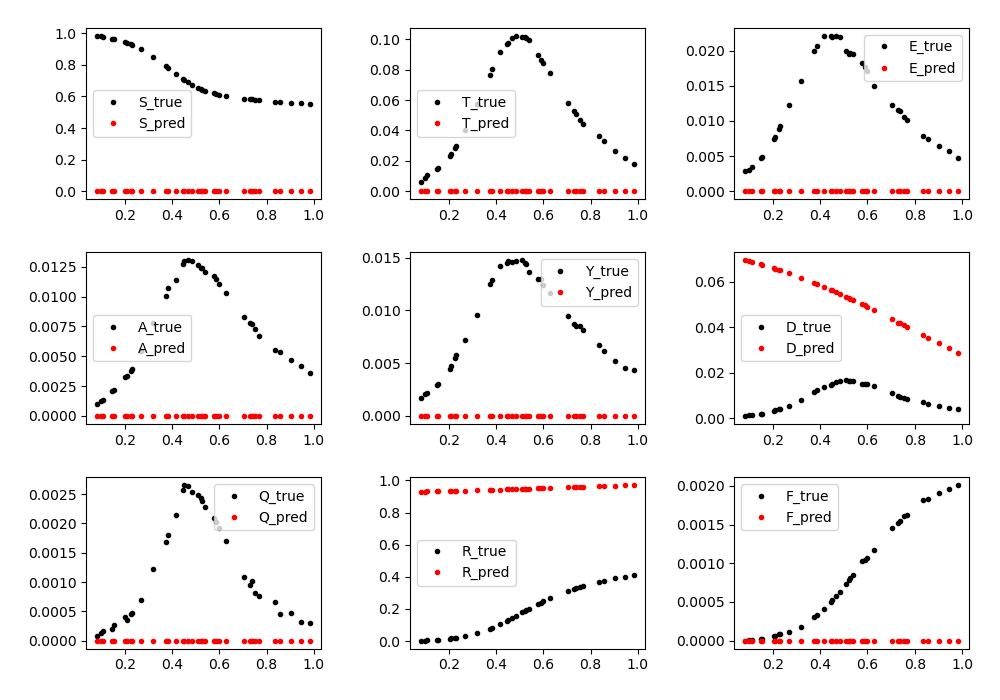 1.0
0.8
0.6
0.4
0.2
0.0
S_true
S_pred
0.2 0.4 0.6 0.8 1.0
0.10
0.08
0.06
0.04
0.02
0.00
T_true
T_pred
0.2 0.4 0.6 0.8 1.0
0.020
0.015
0.010
0.005
0.000
E_true
E_pred
0.2 0.4 0.6 0.8 1.0
0.0125
0.0100
0.0075
0.0050
0.0025
0.0000
A_true
A_pred
0.2 0.4 0.6 0.8 1.0
0.015
0.010
0.005
0.000
Y_true
Y_pred
0.2 0.4 0.6 0.8 1.0
0.06
0.04
0.02
0.00
D_true
D_pred
0.2 0.4 0.6 0.8 1.0
0.0025
0.0020
0.0015
0.0010
0.0005
0.0000
Q_true
Q_pred
0.2 0.4 0.6 0.8 1.0
1.0
0.8
0.6
0.4
0.2
0.0
R_true
R_pred
0.2 0.4 0.6 0.8 1.0
0.0020
0.0015
0.0010
0.0005
0.0000
F_true
F_pred
0.2 0.4 0.6 0.8 1.0